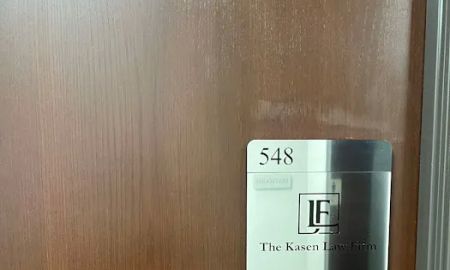 548
The Kasen Law Firm